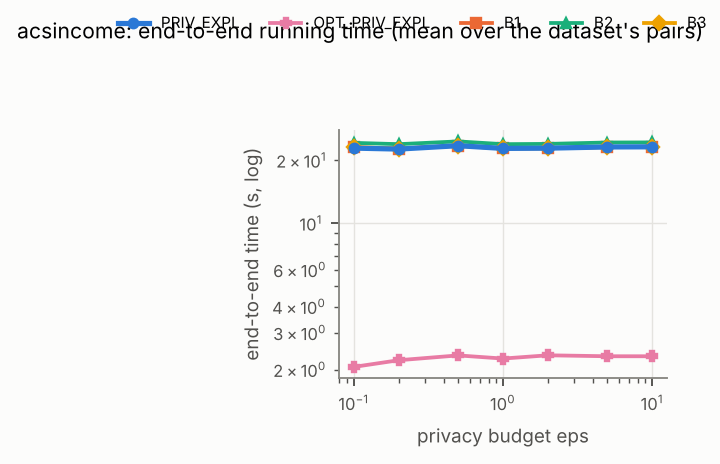 PRIV_EXPL OPT_PRIV_EXPL B1 B2 B3
acsincome: end-to-end running time (mean over the dataset's pairs)
end-to-end time (s, log)
2 × 10¹
10¹
6 × 10⁰
4 × 10⁰
3 × 10⁰
2 × 10⁰
10⁻¹ 10⁰ 10¹
privacy budget eps